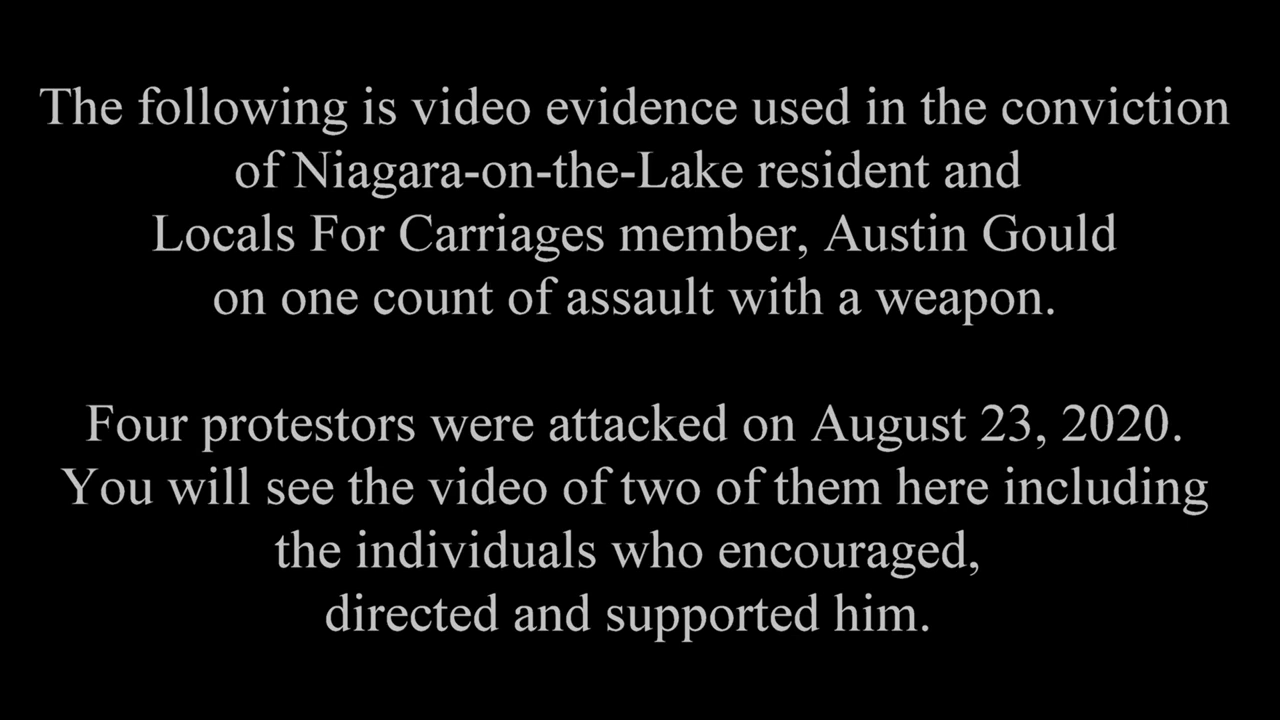 The following is video evidence used in the conviction
of Niagara-on-the-Lake resident and
Locals For Carriages member, Austin Gould
on one count of assault with a weapon.
Four protestors were attacked on August 23, 2020.
You will see the video of two of them here including
the individuals who encouraged,
directed and supported him.